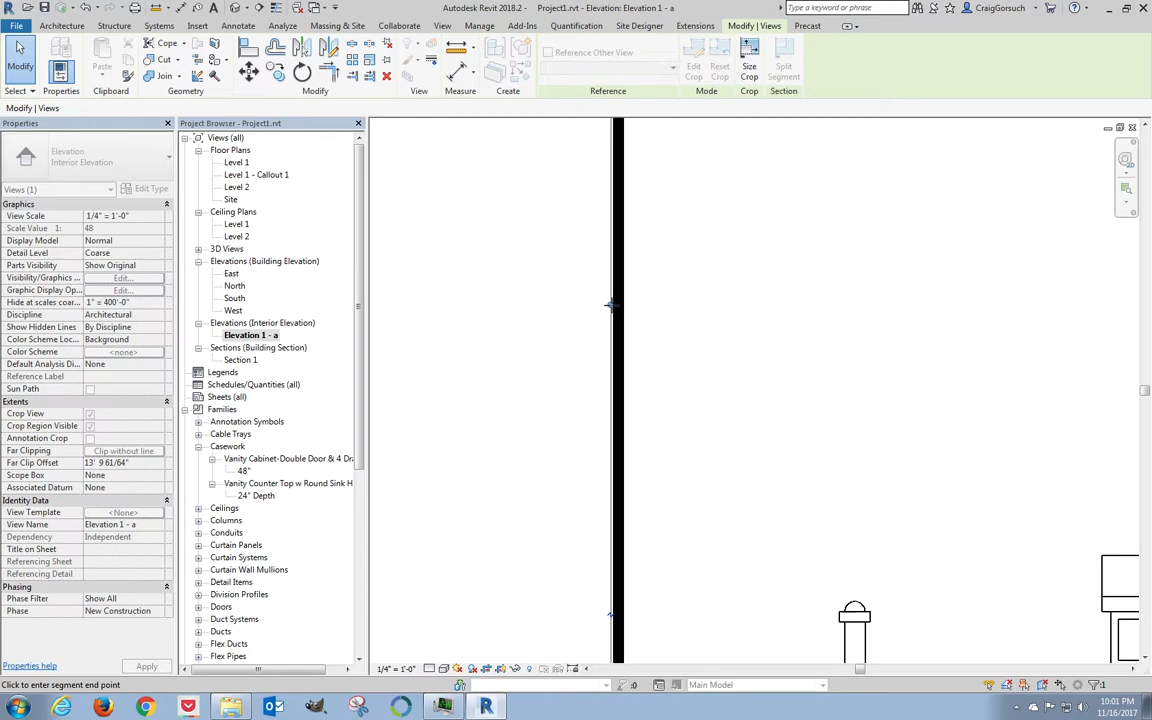 Autodesk Revit 2018.2 -    Project1.rvt - Elevation: Elevation 1 - a
Type a keyword or phrase
CraigGorsuch
File
Architecture
Structure
Systems
Insert
Annotate
Analyze
Massing & Site
Collaborate
View
Manage
Add-Ins
Quantification
Site Designer
Extensions
Modify | Views
Precast
Modify
Properties
Paste
Cope
Cut
Join
Reference Other View
Edit Crop
Reset Crop
Size Crop
Split Segment
Select
Properties
Clipboard
Geometry
Modify
View
Measure
Create
Reference
Mode
Crop
Section
Modify | Views
Properties
Elevation
Interior Elevation
Views (1)
Edit Type
Graphics
View Scale 1/4" = 1'-0"
Scale Value 1: 48
Display Model Normal
Detail Level Coarse
Parts Visibility Show Original
Visibility/Graphics ... Edit...
Graphic Display Op... Edit...
Hide at scales coar... 1" = 400'-0"
Discipline Architectural
Show Hidden Lines By Discipline
Color Scheme Loc... Background
Color Scheme <none>
Default Analysis Di... None
Reference Label
Sun Path
Extents
Crop View
Crop Region Visible
Annotation Crop
Far Clipping Clip without line
Far Clip Offset 13'  9 61/64"
Scope Box None
Associated Datum None
Identity Data
View Template <None>
View Name Elevation 1 - a
Dependency Independent
Title on Sheet
Referencing Sheet
Referencing Detail
Phasing
Phase Filter Show All
Phase New Construction
Properties help
Apply
Project Browser - Project1.rvt
Views (all)
Floor Plans
Level 1
Level 1 - Callout 1
Level 2
Site
Ceiling Plans
Level 1
Level 2
3D Views
Elevations (Building Elevation)
East
North
South
West
Elevations (Interior Elevation)
Elevation 1 - a
Sections (Building Section)
Section 1
Legends
Schedules/Quantities (all)
Sheets (all)
Families
Annotation Symbols
Cable Trays
Casework
Vanity Cabinet-Double Door & 4 Dra
48"
Vanity Counter Top w Round Sink H
24" Depth
Ceilings
Columns
Conduits
Curtain Panels
Curtain Systems
Curtain Wall Mullions
Detail Items
Division Profiles
Doors
Duct Systems
Ducts
Flex Ducts
Flex Pipes
1/4" = 1'-0"
Click to enter segment end point
:0
Main Model
:1
10:01 PM
11/16/2017